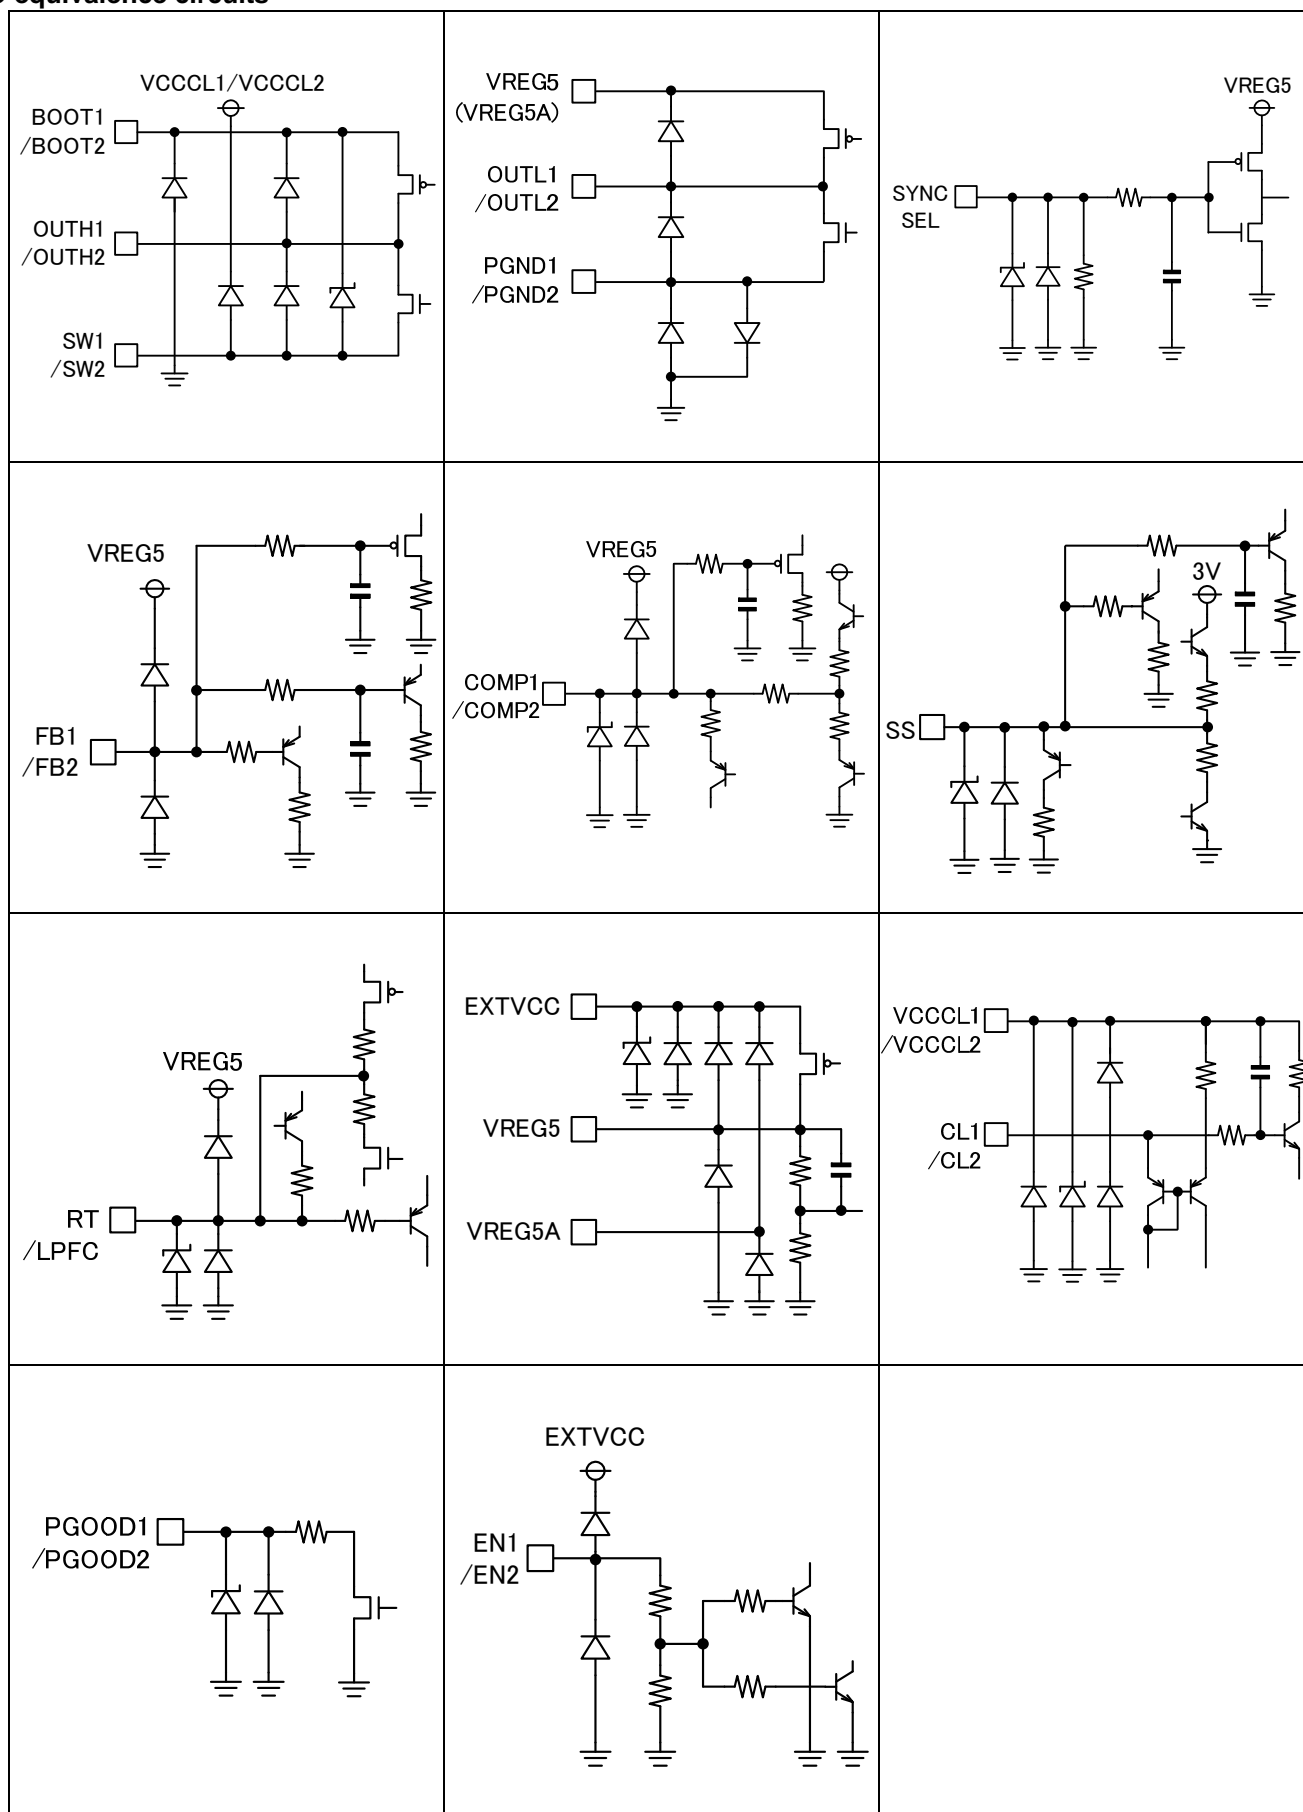 equivalence circuits
VCCCL1/VCCCL2
BOOT1
/BOOT2
OUTH1
/OUTH2
SW1
/SW2
VREG5
(VREG5A)
OUTL1
/OUTL2
PGND1
/PGND2
VREG5
SYNC
SEL
VREG5
FB1
/FB2
VREG5
COMP1
/COMP2
3V
SS
VREG5
RT
/LPFC
EXTVCC
VREG5
VREG5A
VCCCL1
/VCCCL2
CL1
/CL2
PGOOD1
/PGOOD2
EXTVCC
EN1
/EN2